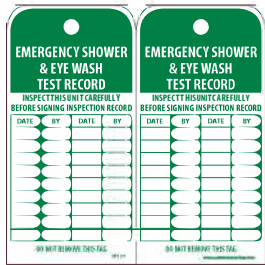 EMERGENCY SHOWER
& EYE WASH
TEST RECORD
INSPECT THIS UNIT CAREFULLY
BEFORE SIGNING INSPECTION RECORD
DATE BY DATE BY
DO NOT REMOVE THIS TAG
EMERGENCY SHOWER
& EYE WASH
TEST RECORD
INSPECT THIS UNIT CAREFULLY
BEFORE SIGNING INSPECTION RECORD
DATE BY DATE BY
DO NOT REMOVE THIS TAG